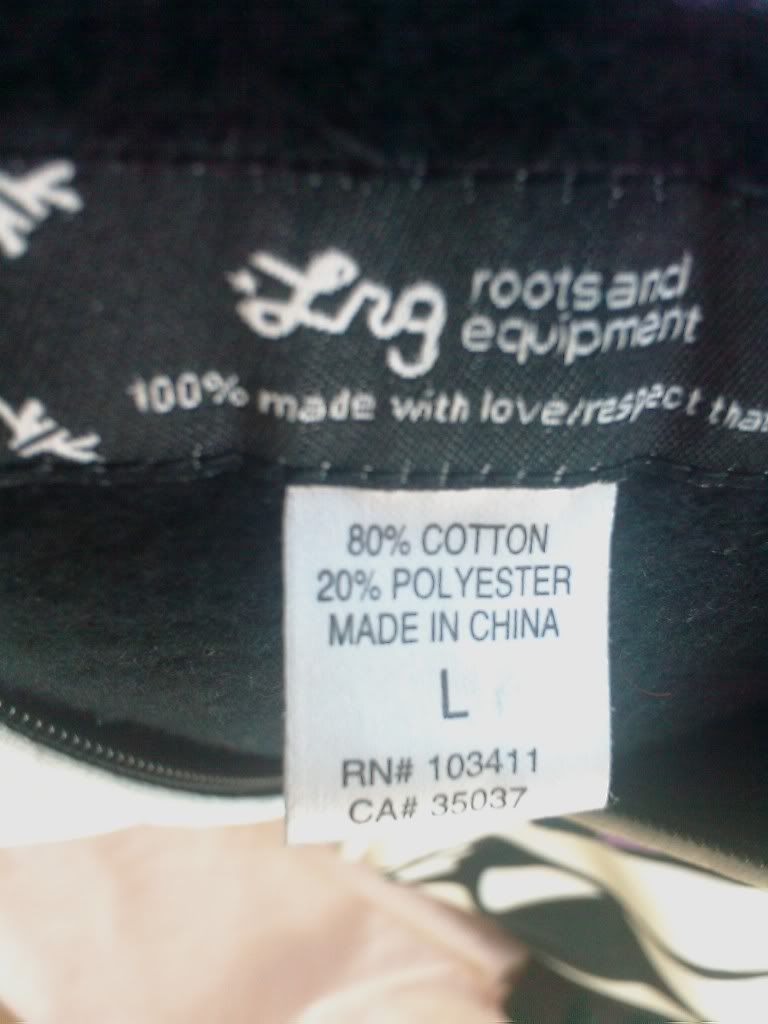 Lrg roots and
equipment
100% made with love/respect that
80% COTTON
20% POLYESTER
MADE IN CHINA
L
RN# 103411
CA# 35037